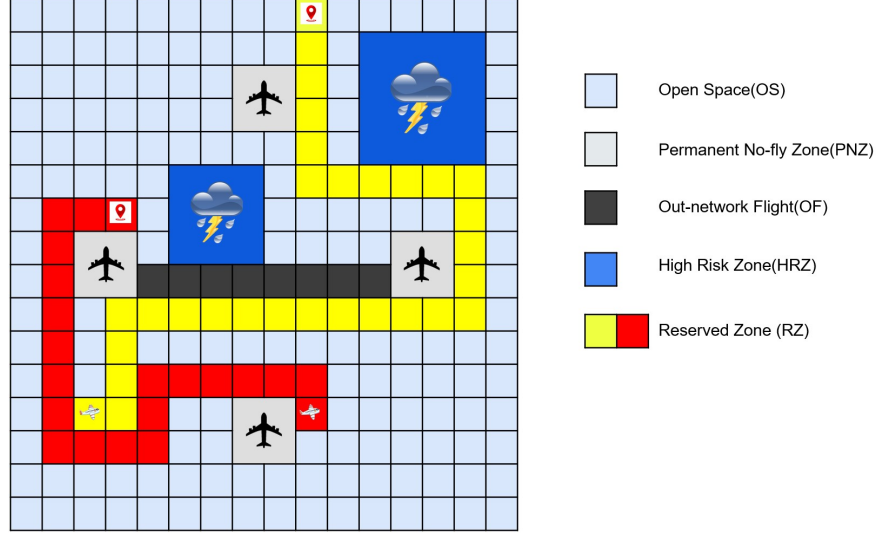 Open Space(OS)
Permanent No-fly Zone(PNZ)
Out-network Flight(OF)
High Risk Zone(HRZ)
Reserved Zone (RZ)